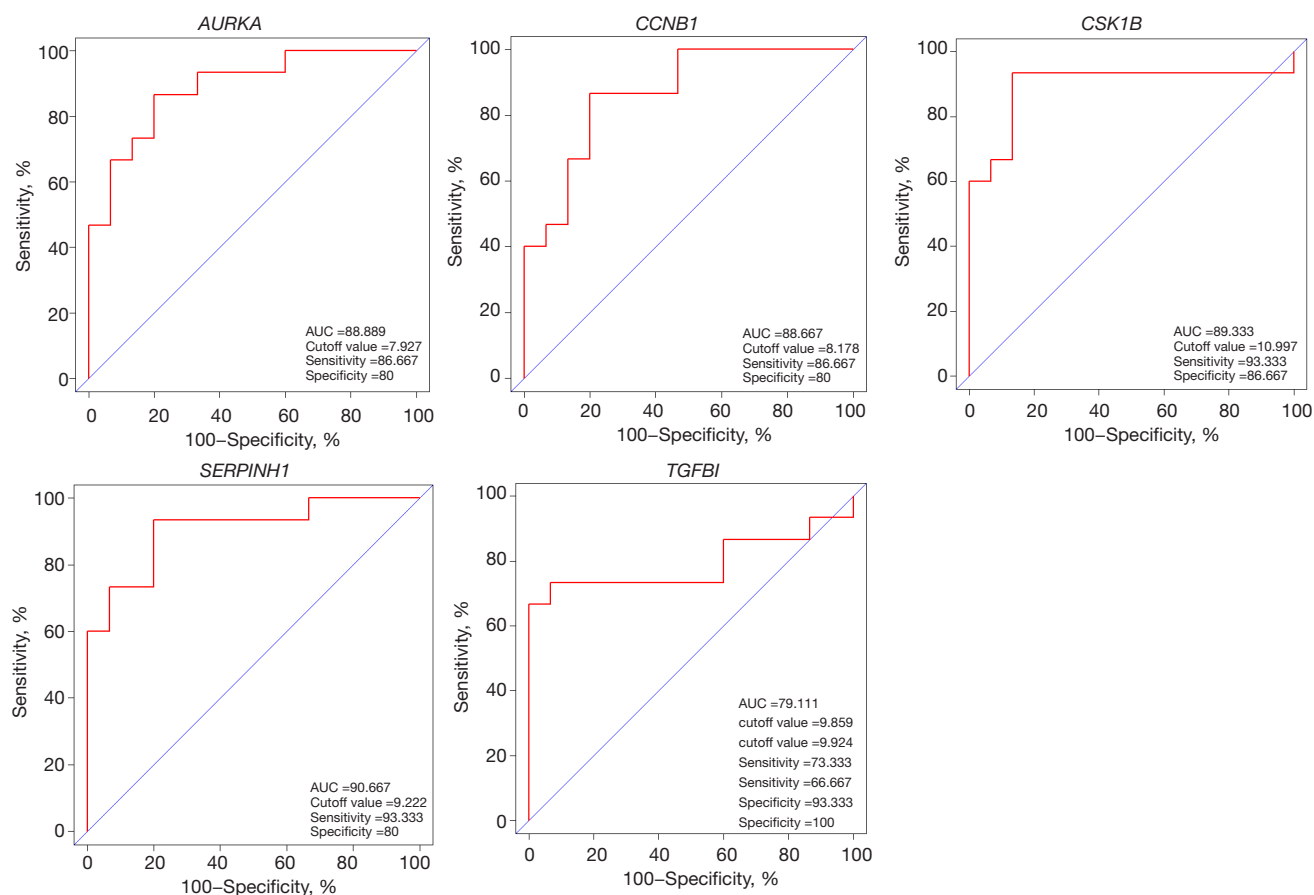 AURKA
100
80
60
40
20
0
Sensitivity, %
AUC =88.889
Cutoff value =7.927
Sensitivity =86.667
Specificity =80
0 20 40 60 80 100
100–Specificity, %
CCNB1
100
80
60
40
20
0
Sensitivity, %
AUC =88.667
Cutoff value =8.178
Sensitivity =86.667
Specificity =80
0 20 40 60 80 100
100–Specificity, %
CSK1B
100
80
60
40
20
0
Sensitivity, %
AUC =89.333
Cutoff value =10.997
Sensitivity =93.333
Specificity =86.667
0 20 40 60 80 100
100–Specificity, %
SERPINH1
100
80
60
40
20
0
Sensitivity, %
AUC =90.667
Cutoff value =9.222
Sensitivity =93.333
Specificity =80
0 20 40 60 80 100
100–Specificity, %
TGFBI
100
80
60
40
20
0
Sensitivity, %
AUC =79.111
cutoff value =9.859
cutoff value =9.924
Sensitivity =73.333
Sensitivity =66.667
Specificity =93.333
Specificity =100
0 20 40 60 80 100
100–Specificity, %